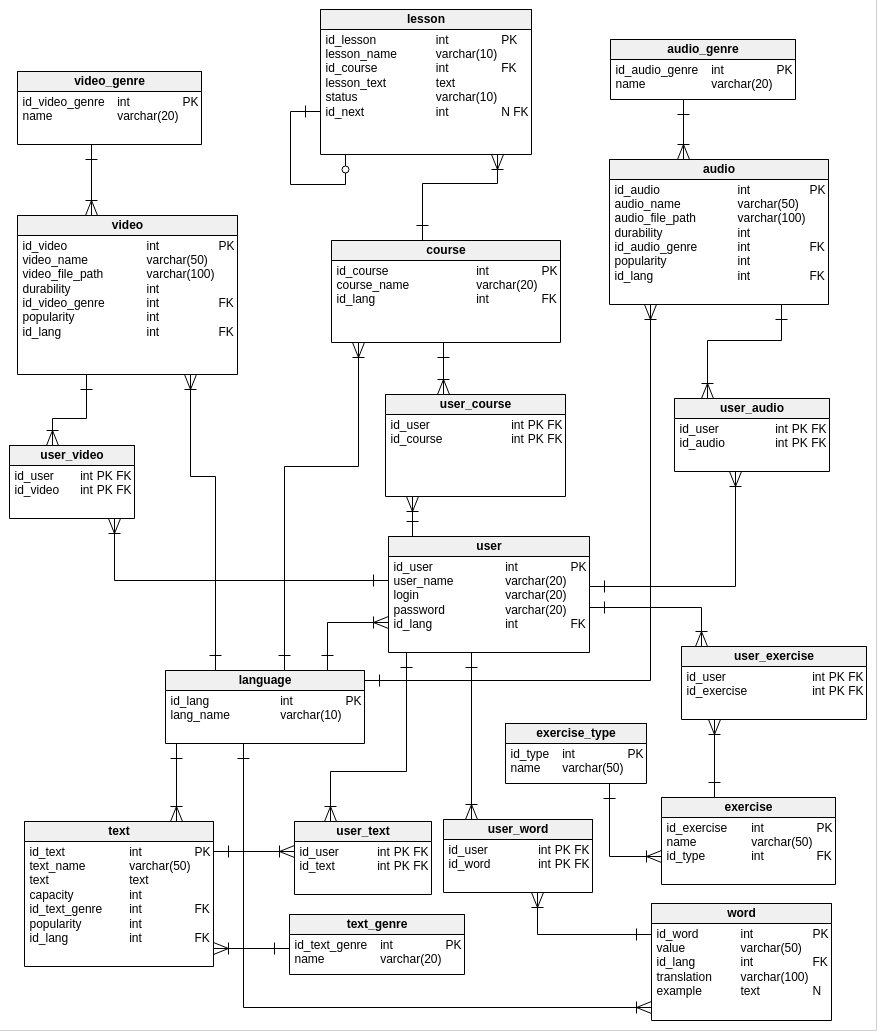 lesson
id_lesson int PK
lesson_name varchar(10)
id_course int FK
lesson_text text
status varchar(10)
id_next int N FK
audio_genre
id_audio_genre int PK
name varchar(20)
video_genre
id_video_genre int PK
name varchar(20)
audio
id_audio int PK
audio_name varchar(50)
audio_file_path varchar(100)
durability int
id_audio_genre int FK
popularity int
id_lang int FK
video
id_video int PK
video_name varchar(50)
video_file_path varchar(100)
durability int
id_video_genre int FK
popularity int
id_lang int FK
course
id_course int PK
course_name varchar(20)
id_lang int FK
user_course
id_user int PK FK
id_course int PK FK
user_audio
id_user int PK FK
id_audio int PK FK
user_video
id_user int PK FK
id_video int PK FK
user
id_user int PK
user_name varchar(20)
login varchar(20)
password varchar(20)
id_lang int FK
user_exercise
id_user int PK FK
id_exercise int PK FK
language
id_lang int PK
lang_name varchar(10)
exercise_type
id_type int PK
name varchar(50)
exercise
id_exercise int PK
name varchar(50)
id_type int FK
text
id_text int PK
text_name varchar(50)
text text
capacity int
id_text_genre int FK
popularity int
id_lang int FK
user_text
id_user int PK FK
id_text int PK FK
user_word
id_user int PK FK
id_word int PK FK
text_genre
id_text_genre int PK
name varchar(20)
word
id_word int PK
value varchar(50)
id_lang int FK
translation varchar(100)
example text N